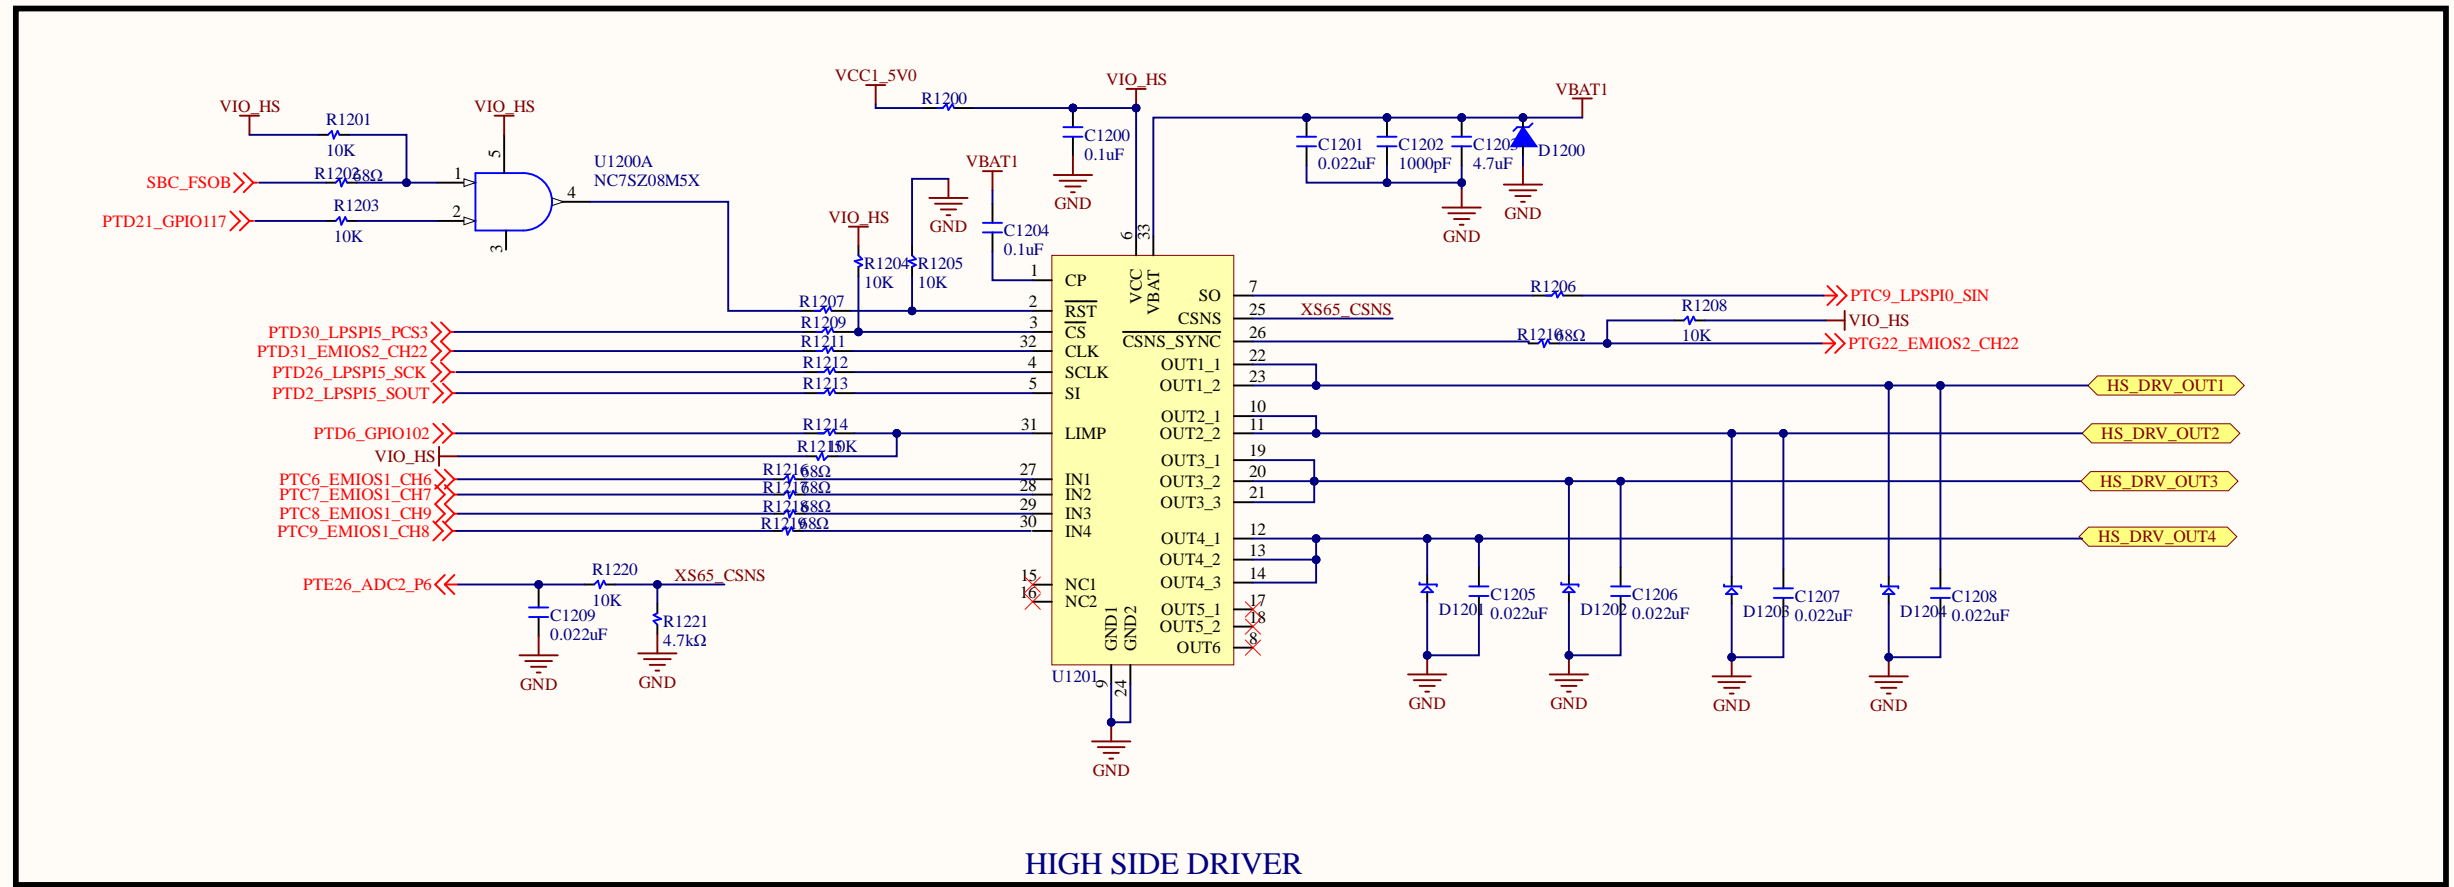 VCC1_5V0
VIO_HS
VBAT1
R1200
VIO_HS
VIO_HS
R1201
10K
C1200
0.1uF
GND
C1201
0.022uF
C1202
1000pF
C1203
4.7uF
D1200
GND
GND
5
U1200A
NC7SZ08M5X
SBC_FSOB
R1202
68Ω
1
4
PTD21_GPIO117
R1203
10K
2
3
VBAT1
VIO_HS
GND
C1204
0.1uF
R1204
10K
R1205
10K
6
33
1
CP
VCC
VBAT
R1207
2
RST
PTD30_LPSPI5_PCS3
R1209
3
CS
PTD31_EMIOS2_CH22
R1211
32
CLK
PTD26_LPSPI5_SCK
R1212
4
SCLK
PTD2_LPSPI5_SOUT
R1213
5
SI
PTD6_GPIO102
R1214
31
LIMP
VIO_HS
R1215
10K
PTC6_EMIOS1_CH6
R1216
68Ω
27
IN1
PTC7_EMIOS1_CH7
R1217
68Ω
28
IN2
PTC8_EMIOS1_CH9
R1218
68Ω
29
IN3
PTC9_EMIOS1_CH8
R1219
68Ω
30
IN4
15
NC1
16
NC2
SO
7
R1206
PTC9_LPSPI0_SIN
CSNS
25
XS65_CSNS
R1208
10K
VIO_HS
CSNS_SYNC
26
68Ω
PTG22_EMIOS2_CH22
OUT1_1
22
OUT1_2
23
HS_DRV_OUT1
OUT2_1
10
OUT2_2
11
HS_DRV_OUT2
OUT3_1
19
OUT3_2
20
HS_DRV_OUT3
OUT3_3
21
OUT4_1
12
HS_DRV_OUT4
OUT4_2
13
OUT4_3
14
OUT5_1
17
OUT5_2
18
OUT6
8
GND1
GND2
U1201
9
24
GND
PTE26_ADC2_P6
R1220
10K
XS65_CSNS
C1209
0.022uF
R1221
4.7kΩ
GND
GND
D1201
C1205
0.022uF
GND
D1202
C1206
0.022uF
GND
D1203
C1207
0.022uF
GND
D1204
C1208
0.022uF
GND
HIGH SIDE DRIVER